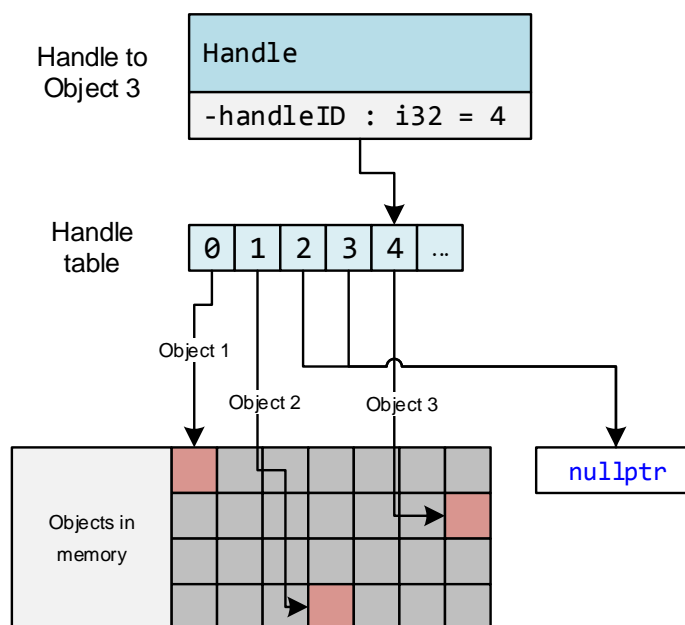 Handle to
Object 3
Handle
-handleID : i32 = 4
Handle
table
0 1 2 3 4 ...
Object 1
Object 2
Object 3
Objects in
memory
nullptr